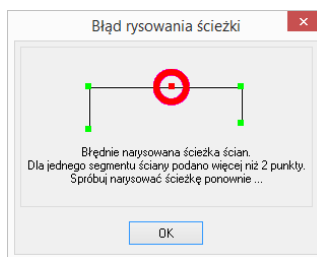 Błąd rysowania ścieżki
Błędnie narysowana ścieżka ścian.
Dla jednego segmentu ściany podano więcej niż 2 punkty.
Spróbuj narysować ścieżkę ponownie ...
OK